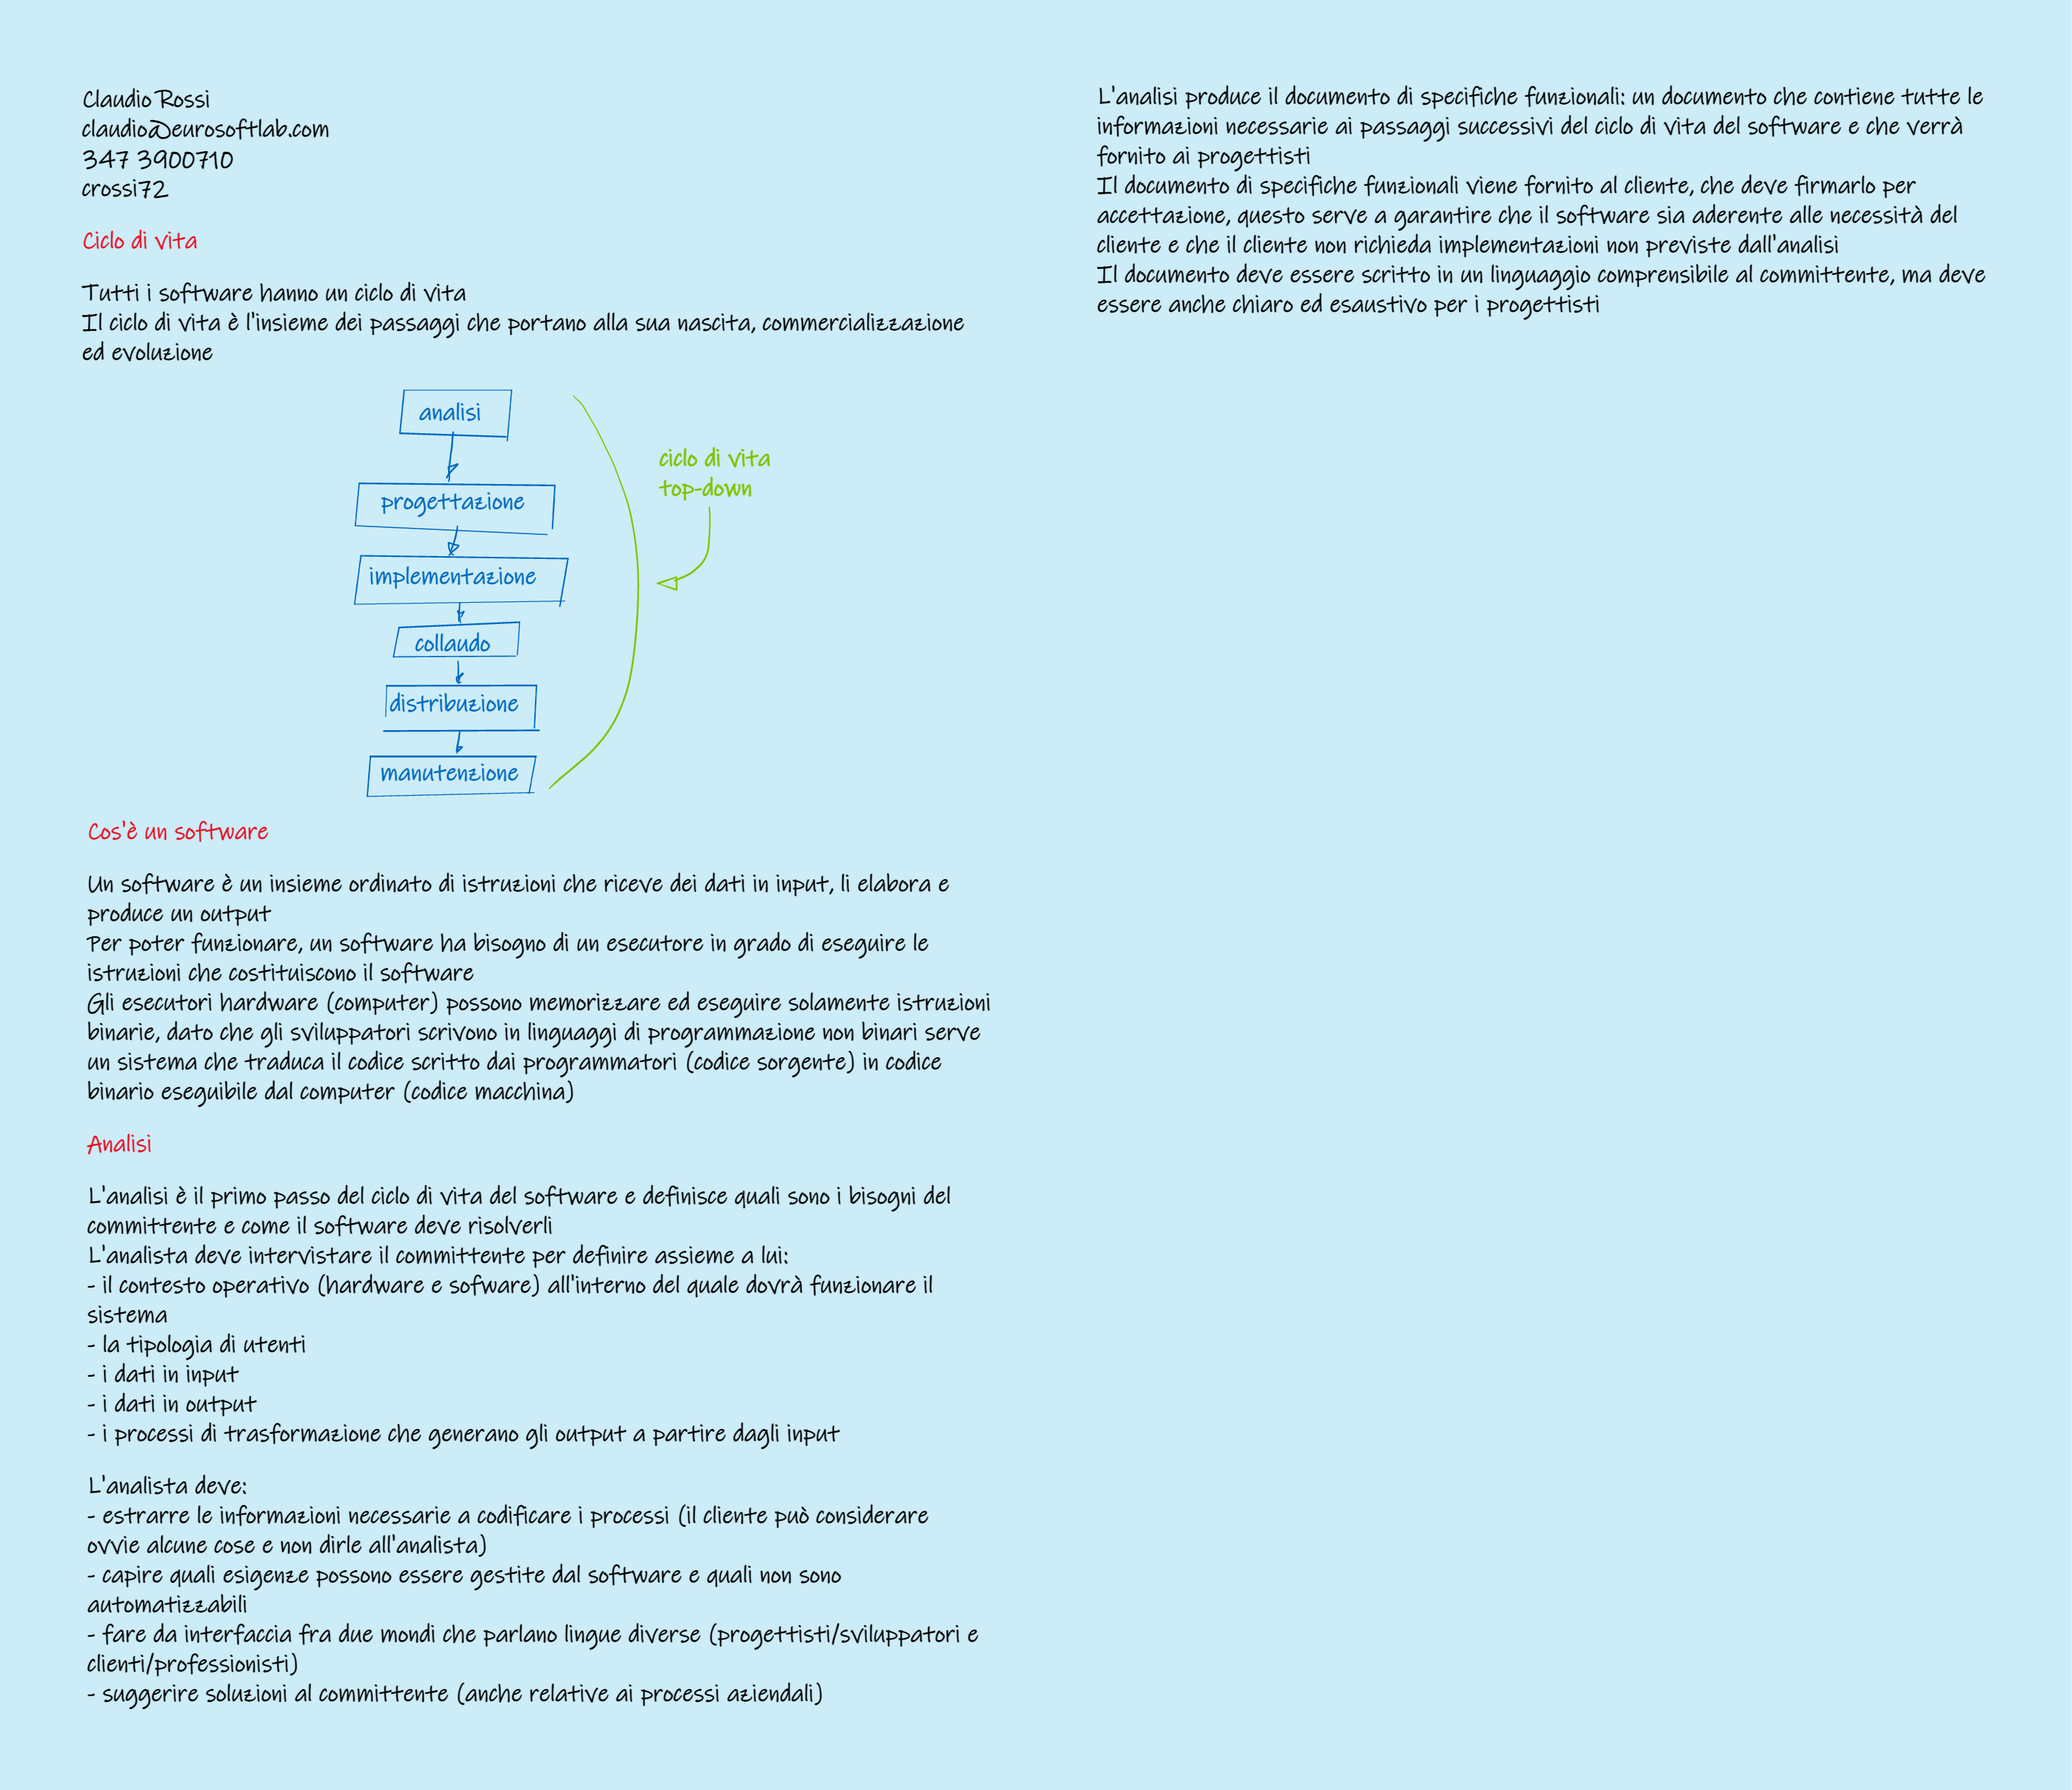 Claudio Rossi
claudio@eurosoftlab.com
347 3900710
crossi72
Ciclo di vita
Tutti i software hanno un ciclo di vita
Il ciclo di vita è l'insieme dei passaggi che portano alla sua nascita, commercializzazione
ed evoluzione
analisi
progettazione
implementazione
collaudo
distribuzione
manutenzione
ciclo di vita
top-down
Cos'è un software
Un software è un insieme ordinato di istruzioni che riceve dei dati in input, li elabora e
produce un output
Per poter funzionare, un software ha bisogno di un esecutore in grado di eseguire le
istruzioni che costituiscono il software
Gli esecutori hardware (computer) possono memorizzare ed eseguire solamente istruzioni
binarie, dato che gli sviluppatori scrivono in linguaggi di programmazione non binari serve
un sistema che traduca il codice scritto dai programmatori (codice sorgente) in codice
binario eseguibile dal computer (codice macchina)
Analisi
L'analisi è il primo passo del ciclo di vita del software e definisce quali sono i bisogni del
committente e come il software deve risolverli
L'analista deve intervistare il committente per definire assieme a lui:
- il contesto operativo (hardware e sofware) all'interno del quale dovrà funzionare il
sistema
- la tipologia di utenti
- i dati in input
- i dati in output
- i processi di trasformazione che generano gli output a partire dagli input
L'analista deve:
- estrarre le informazioni necessarie a codificare i processi (il cliente può considerare
ovvie alcune cose e non dirle all'analista)
- capire quali esigenze possono essere gestite dal software e quali non sono
automatizzabili
- fare da interfaccia fra due mondi che parlano lingue diverse (progettisti/sviluppatori e
clienti/professionisti)
- suggerire soluzioni al committente (anche relative ai processi aziendali)
L'analisi produce il documento di specifiche funzionali: un documento che contiene tutte le
informazioni necessarie ai passaggi successivi del ciclo di vita del software e che verrà
fornito ai progettisti
Il documento di specifiche funzionali viene fornito al cliente, che deve firmarlo per
accettazione, questo serve a garantire che il software sia aderente alle necessità del
cliente e che il cliente non richieda implementazioni non previste dall'analisi
Il documento deve essere scritto in un linguaggio comprensibile al committente, ma deve
essere anche chiaro ed esaustivo per i progettisti